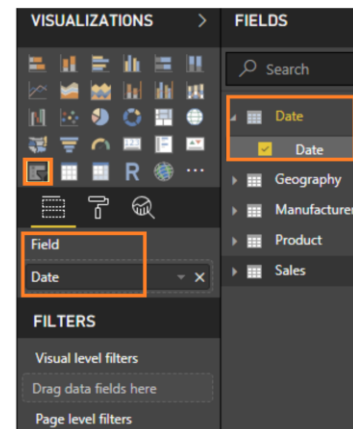 VISUALIZATIONS >
R ...
Field
Date
FILTERS
Visual level filters
Drag data fields here
Page level filters
FIELDS
Search
Date
Date
Geography
Manufacturer
Product
Sales